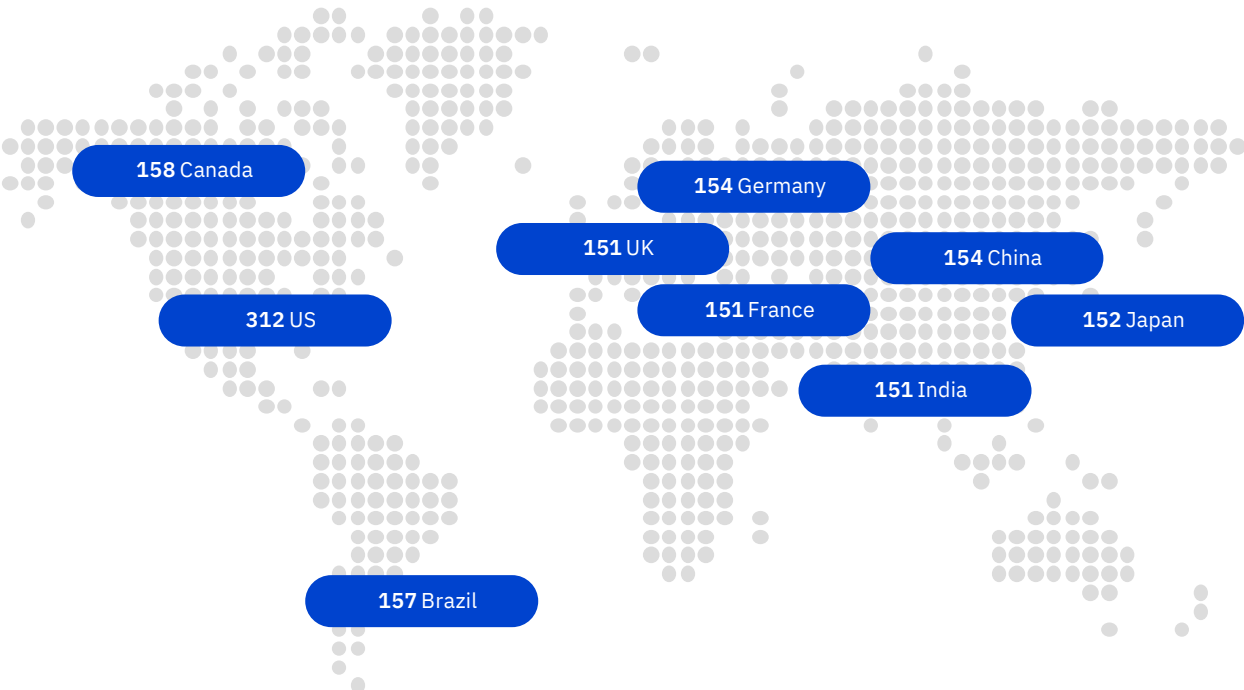 158 Canada
154 Germany
151 UK
154 China
151 France
312 US
152 Japan
151 India
157 Brazil